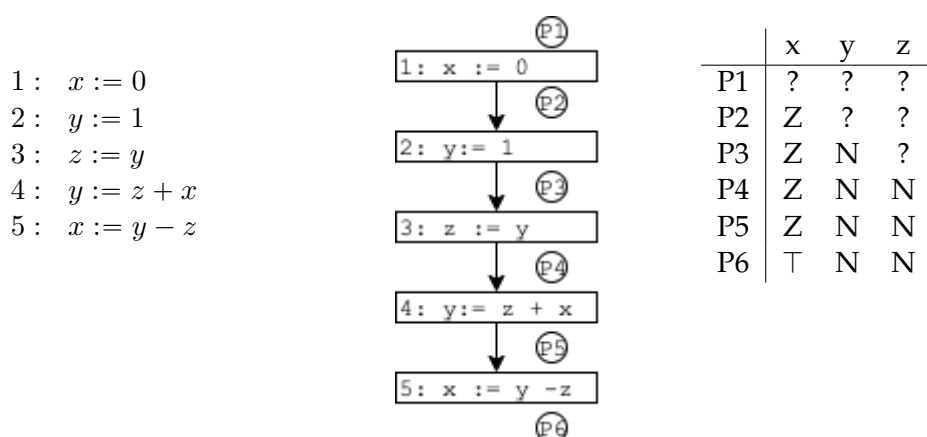 1 : x := 0
2 : y := 1
3 : z := y
4 : y := z + x
5 : x := y − z
P1
1: x := 0
P2
2: y:= 1
P3
3: z := y
P4
4: y:= z + x
P5
5: x := y -z
P6
x y z
P1 ? ? ?
P2 Z ? ?
P3 Z N ?
P4 Z N N
P5 Z N N
P6 ⊤ N N